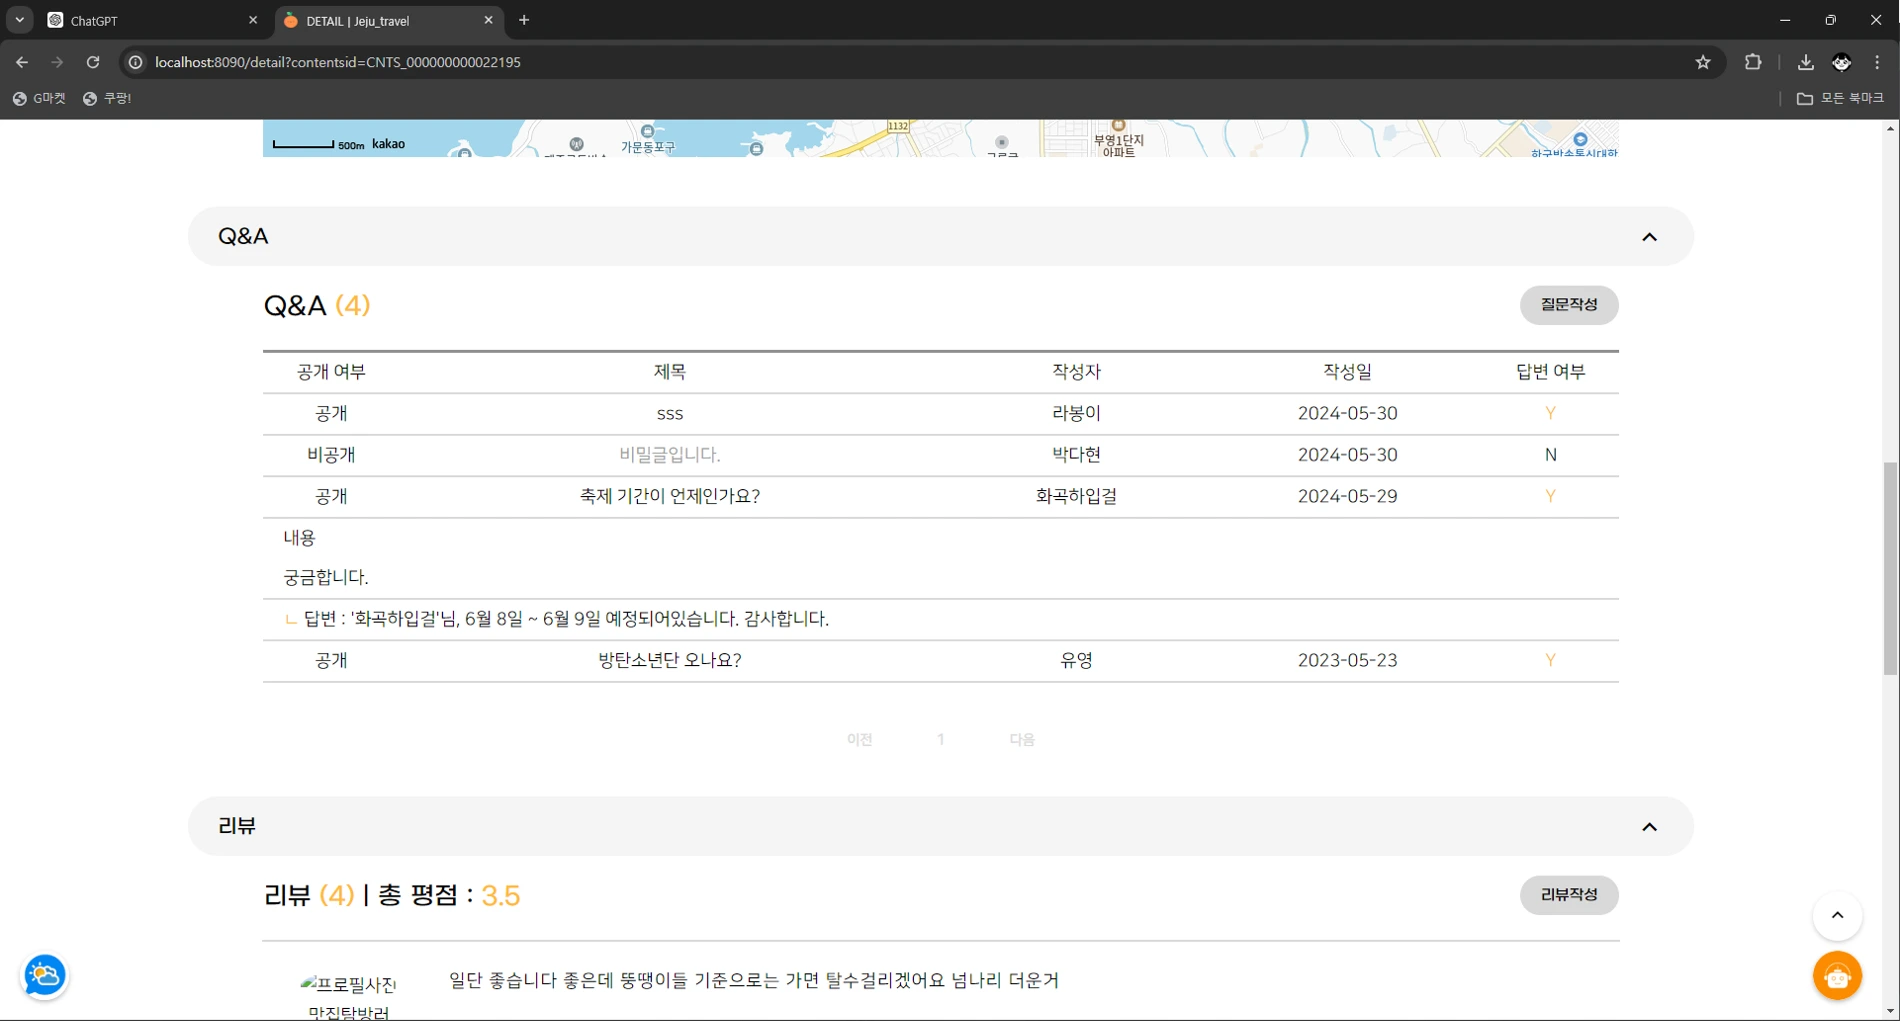 ChatGPT
DETAIL | Jeju_travel
localhost:8090/detail?contentsid=CNTS_000000000022195
G마켓
쿠팡!
모든 북마크
500m kakao
가문동포구
1132
부영1단지
아파트
한국방송통신대학
Q&A
Q&A (4)
질문작성
공개 여부 제목 작성자 작성일 답변 여부
공개 sss 라봉이 2024-05-30 Y
비공개 비밀글입니다. 박다현 2024-05-30 N
공개 축제 기간이 언제인가요? 화곡하입걸 2024-05-29 Y
내용
궁금합니다.
ㄴ 답변 : '화곡하입걸'님, 6월 8일 ~ 6월 9일 예정되어있습니다. 감사합니다.
공개 방탄소년단 오나요? 유영 2023-05-23 Y
이전 1 다음
리뷰
리뷰 (4) | 총 평점 : 3.5
리뷰작성
프로필사진
일단 좋습니다 좋은데 뚱땡이들 기준으로는 가면 탈수걸리겠어요 넘나리 더운거
맛집탐방러